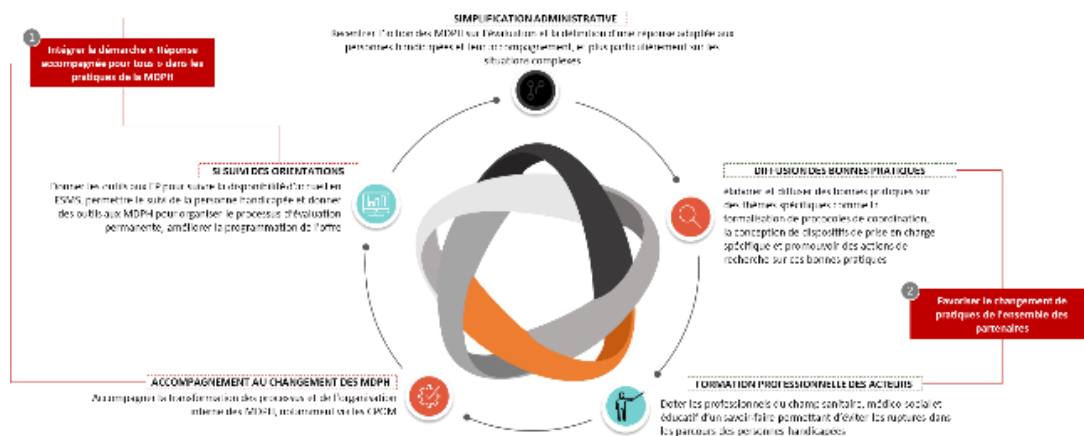 SIMPLIFICATION ADMINISTRATIVE
Recentrer l'action des MDPH sur l'évaluation et la définition d'une réponse adaptée aux
personnes handicapées et leur accompagnement, et plus particulièrement sur les
situations complexes
1
Intégrer la démarche « Réponse
accompagnée pour tous » dans les
pratiques de la MDPH
SI SUIVI DES ORIENTATIONS
Donner les outils aux EP pour suivre la disponibilité d'accueil en
ESMS, permettre le suivi de la personne handicapée et donner
des outils aux MDPH pour organiser le processus d'évaluation
permanente, améliorer la programmation de l'offre
DIFFUSION DES BONNES PRATIQUES
élaborer et diffuser des bonnes pratiques sur
des thèmes spécifiques comme la
formalisation de protocoles de coordination,
la conception de dispositifs de prise en charge
spécifique et promouvoir des actions de
recherche sur ces bonnes pratiques
2
Favoriser le changement de
pratiques de l'ensemble des
partenaires
ACCOMPAGNEMENT AU CHANGEMENT DES MDPH
Accompagner la transformation des processus et de l'organisation
interne des MDPH, notamment via les CPOM
FORMATION PROFESSIONNELLE DES ACTEURS
Doter les professionnels du champ sanitaire, médico-social et
éducatif d'un savoir-faire permettant d'éviter les ruptures dans
les parcours des personnes handicapées